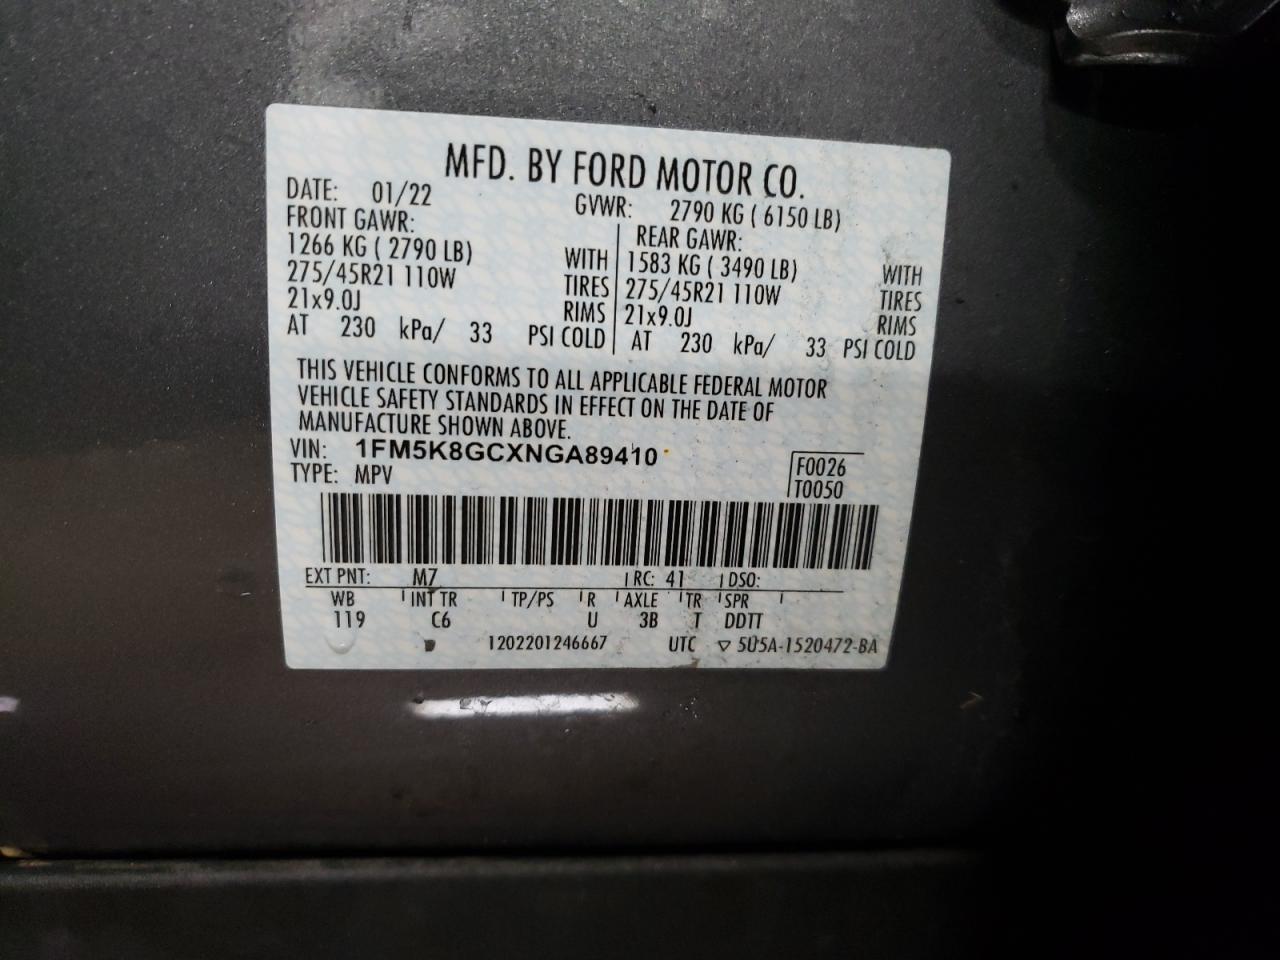 MFD. BY FORD MOTOR CO.
DATE: 01/22 GVWR: 2790 KG ( 6150 LB)
FRONT GAWR: REAR GAWR:
1266 KG ( 2790 LB) WITH 1583 KG ( 3490 LB) WITH
275/45R21 110W TIRES 275/45R21 110W TIRES
21x9.0J RIMS 21x9.0J RIMS
AT 230 kPa/ 33 PSI COLD AT 230 kPa/ 33 PSI COLD
THIS VEHICLE CONFORMS TO ALL APPLICABLE FEDERAL MOTOR
VEHICLE SAFETY STANDARDS IN EFFECT ON THE DATE OF
MANUFACTURE SHOWN ABOVE.
VIN: 1FM5K8GCXNGA89410 F0026
TYPE: MPV T0050
EXT PNT: M7 RC: 41 DSO:
WB INT TR TP/PS R AXLE TR SPR
119 C6 U 3B T DDTT
1202201246667 UTC ▽ 5U5A-1520472-BA